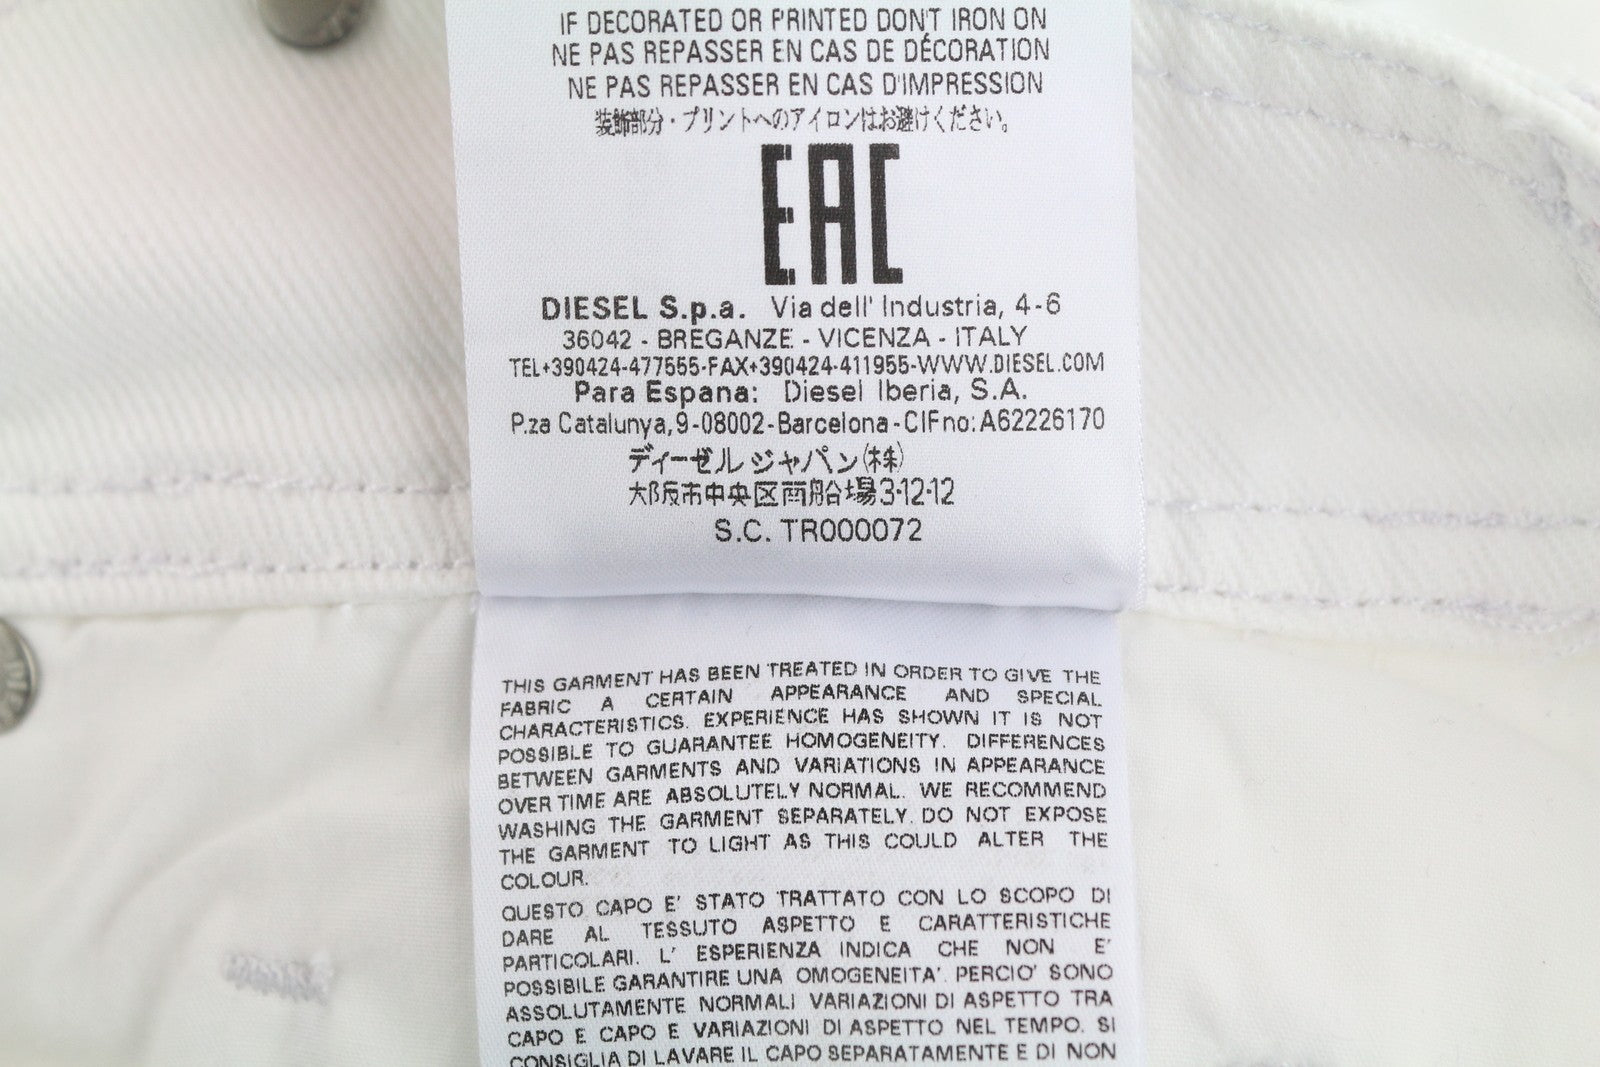 IF DECORATED OR PRINTED DON'T IRON ON
NE PAS REPASSER EN CAS DE DÉCORATION
NE PAS REPASSER EN CAS D'IMPRESSION
装飾部分・プリントへのアイロンはお避けください。
EAC
DIESEL S.p.a. Via dell' Industria, 4-6
36042 - BREGANZE - VICENZA - ITALY
TEL+390424-477555-FAX+390424-411955-WWW.DIESEL.COM
Para Espana: Diesel Iberia, S.A.
P.za Catalunya,9-08002-Barcelona-CIFno:A62226170
ディーゼル ジャパン(株)
大阪市中央区南船場3-12-12
S.C. TR000072
THIS GARMENT HAS BEEN TREATED IN ORDER TO GIVE THE
FABRIC A CERTAIN APPEARANCE AND SPECIAL
CHARACTERISTICS. EXPERIENCE HAS SHOWN IT IS NOT
POSSIBLE TO GUARANTEE HOMOGENEITY. DIFFERENCES
BETWEEN GARMENTS AND VARIATIONS IN APPEARANCE
OVER TIME ARE ABSOLUTELY NORMAL. WE RECOMMEND
WASHING THE GARMENT SEPARATELY. DO NOT EXPOSE
THE GARMENT TO LIGHT AS THIS COULD ALTER THE
COLOUR.
QUESTO CAPO E' STATO TRATTATO CON LO SCOPO DI
DARE AL TESSUTO ASPETTO E CARATTERISTICHE
PARTICOLARI. L' ESPERIENZA INDICA CHE NON E'
POSSIBILE GARANTIRE UNA OMOGENEITA'. PERCIO' SONO
ASSOLUTAMENTE NORMALI VARIAZIONI DI ASPETTO TRA
CAPO E CAPO E VARIAZIONI DI ASPETTO NEL TEMPO. SI
CONSIGLIA DI LAVARE IL CAPO SEPARATAMENTE E DI NON